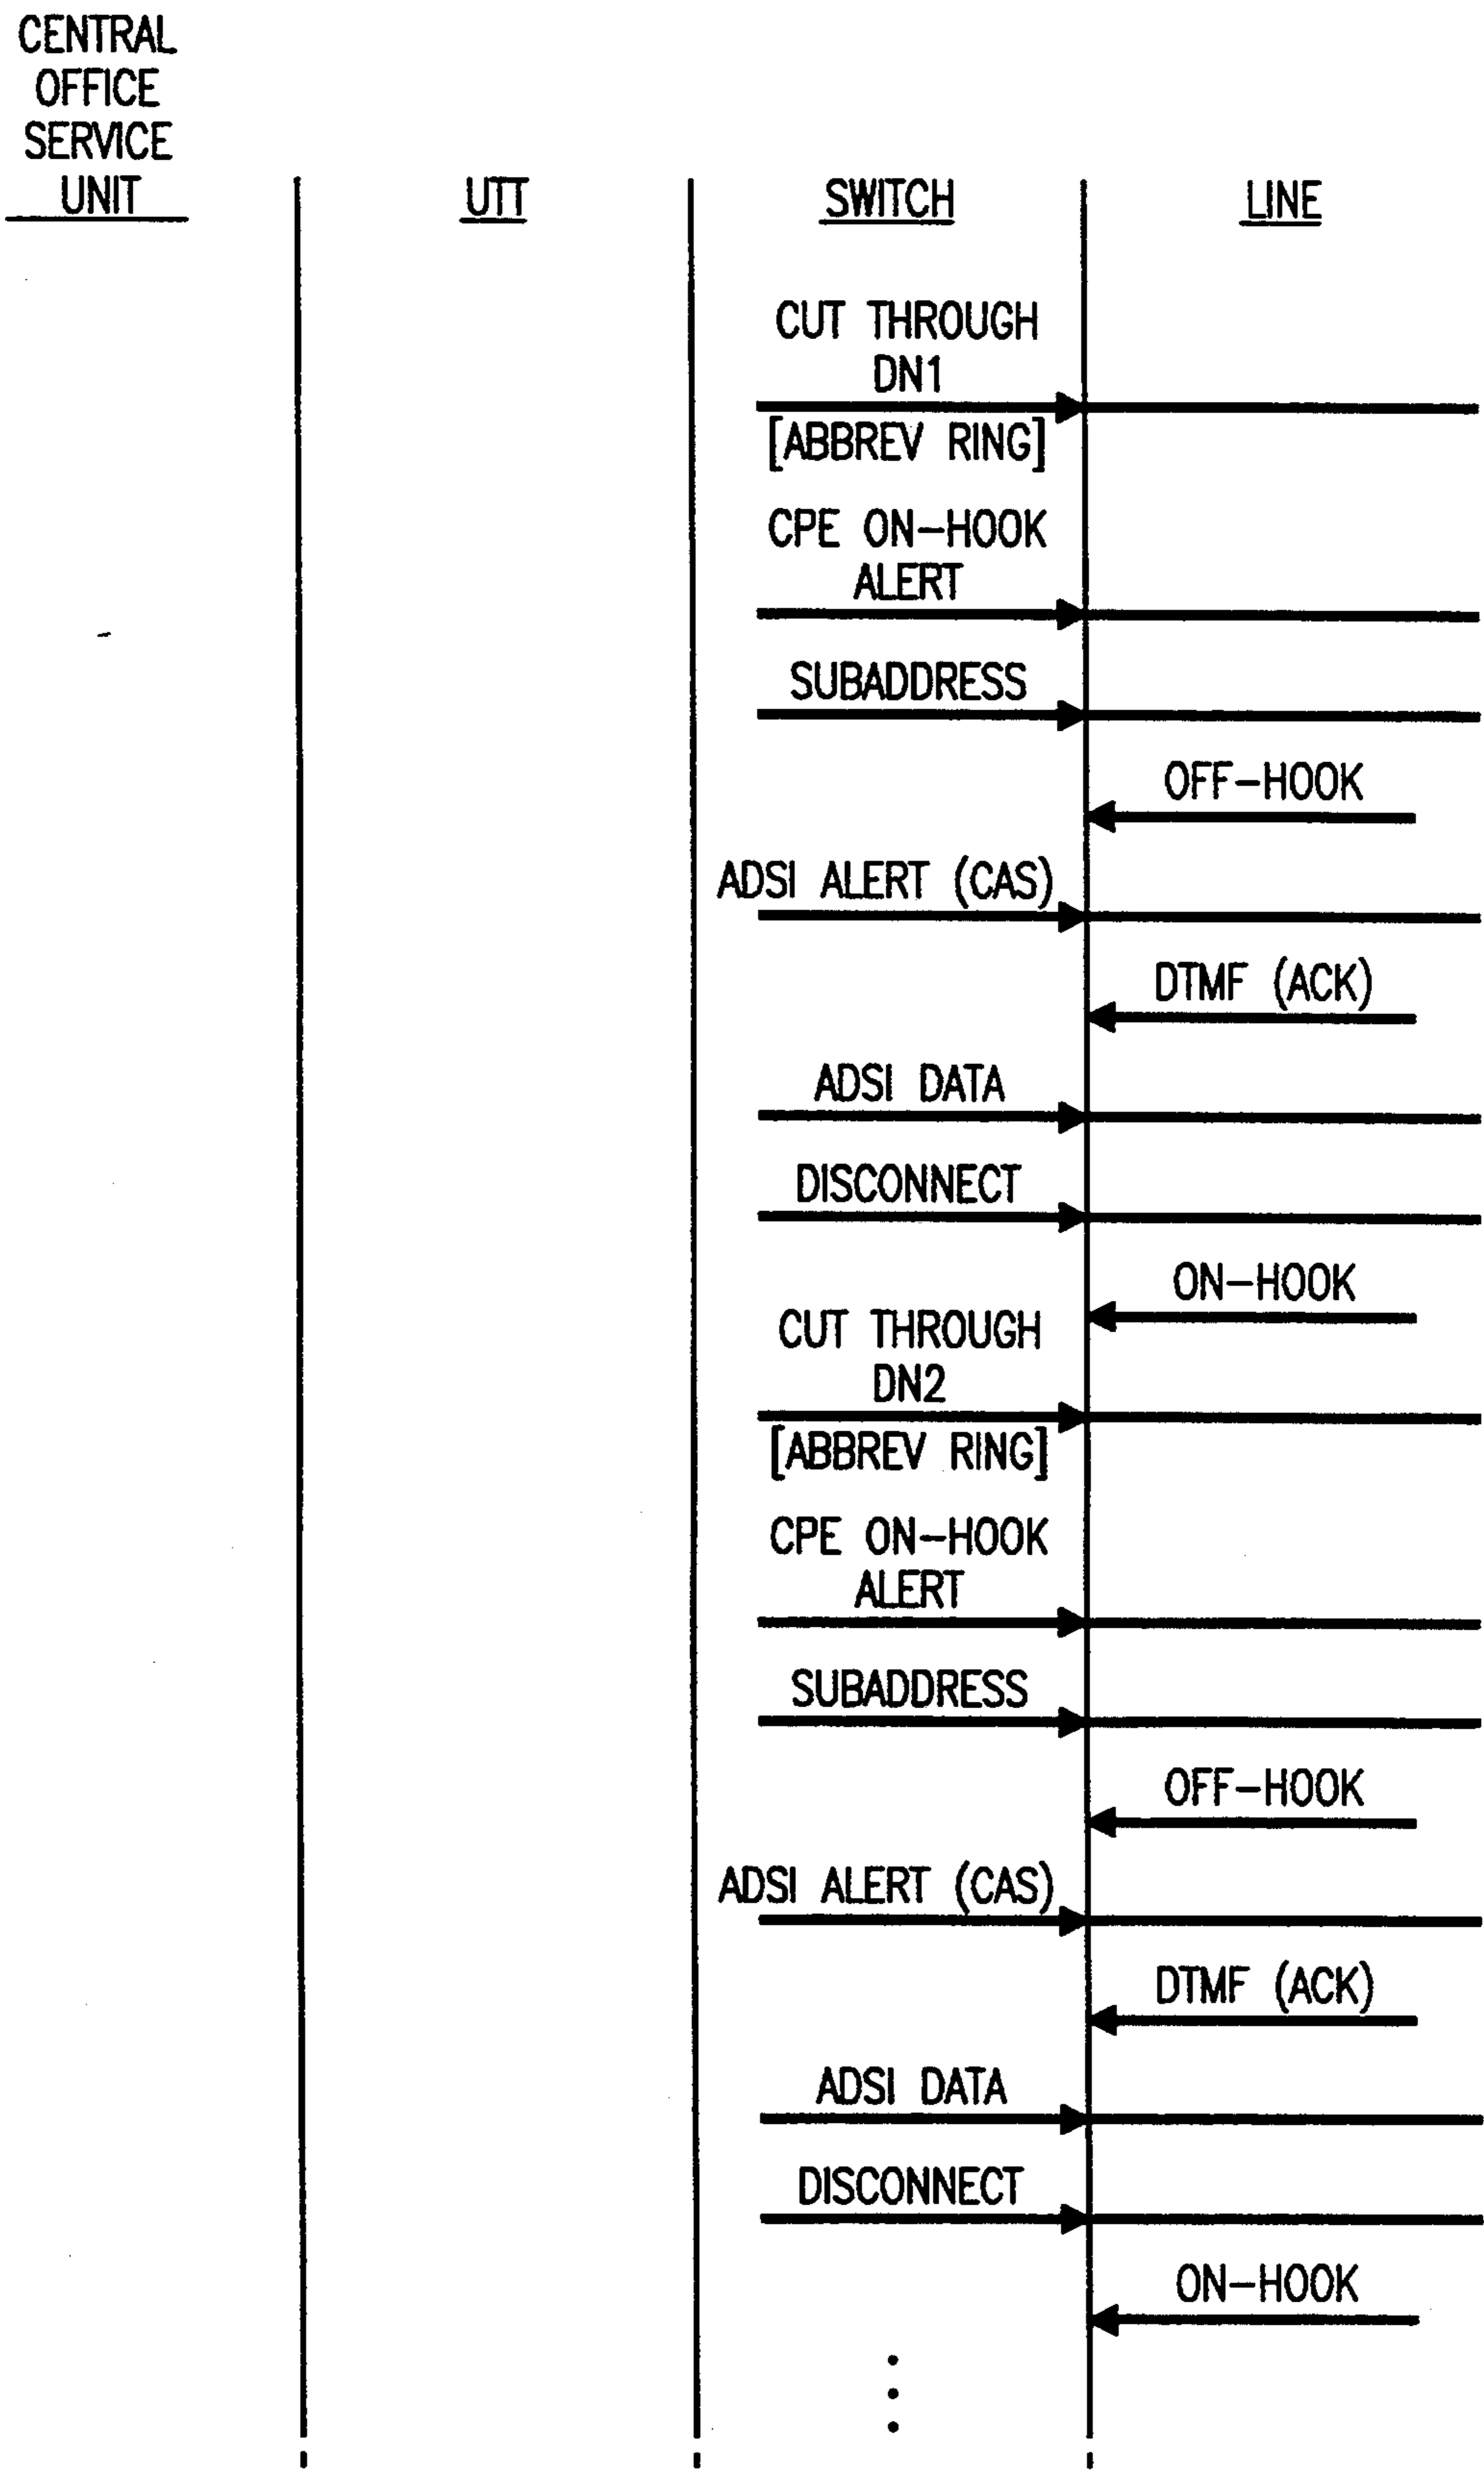 CENTRAL
OFFICE
SERVICE
UNIT
UTT
SWITCH
LINE
CUT THROUGH
DN1
[ABBREV RING]
CPE ON-HOOK
ALERT
SUBADDRESS
OFF-HOOK
ADSI ALERT (CAS)
DTMF (ACK)
ADSI DATA
DISCONNECT
ON-HOOK
CUT THROUGH
DN2
[ABBREV RING]
CPE ON-HOOK
ALERT
SUBADDRESS
OFF-HOOK
ADSI ALERT (CAS)
DTMF (ACK)
ADSI DATA
DISCONNECT
ON-HOOK